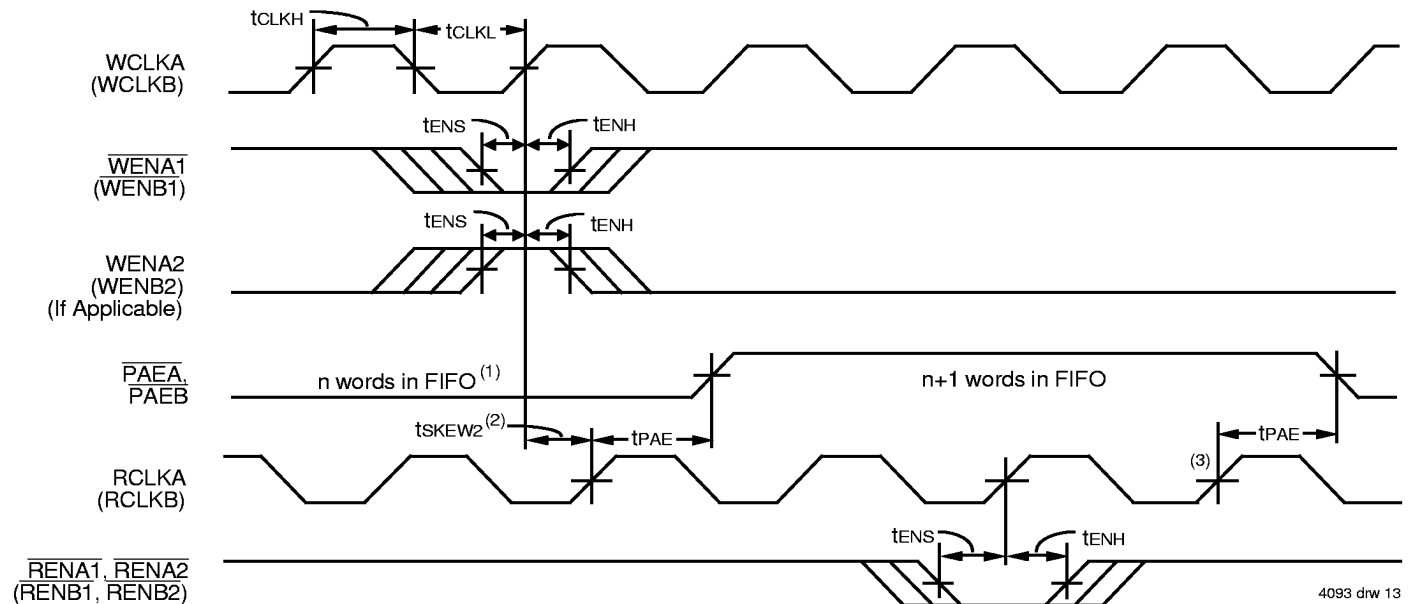 tCLKH
tCLKL
WCLKA
(WCLKB)
tENS
tENH
WENA1
(WENB1)
tENS
tENH
WENA2
(WENB2)
(If Applicable)
PAEA,
PAEB
n words in FIFO (1)
n+1 words in FIFO
tSKEW2 (2)
tPAE
tPAE
RCLKA
(RCLKB)
(3)
tENS
tENH
RENA1, RENA2
(RENB1, RENB2)
4093 drw 13